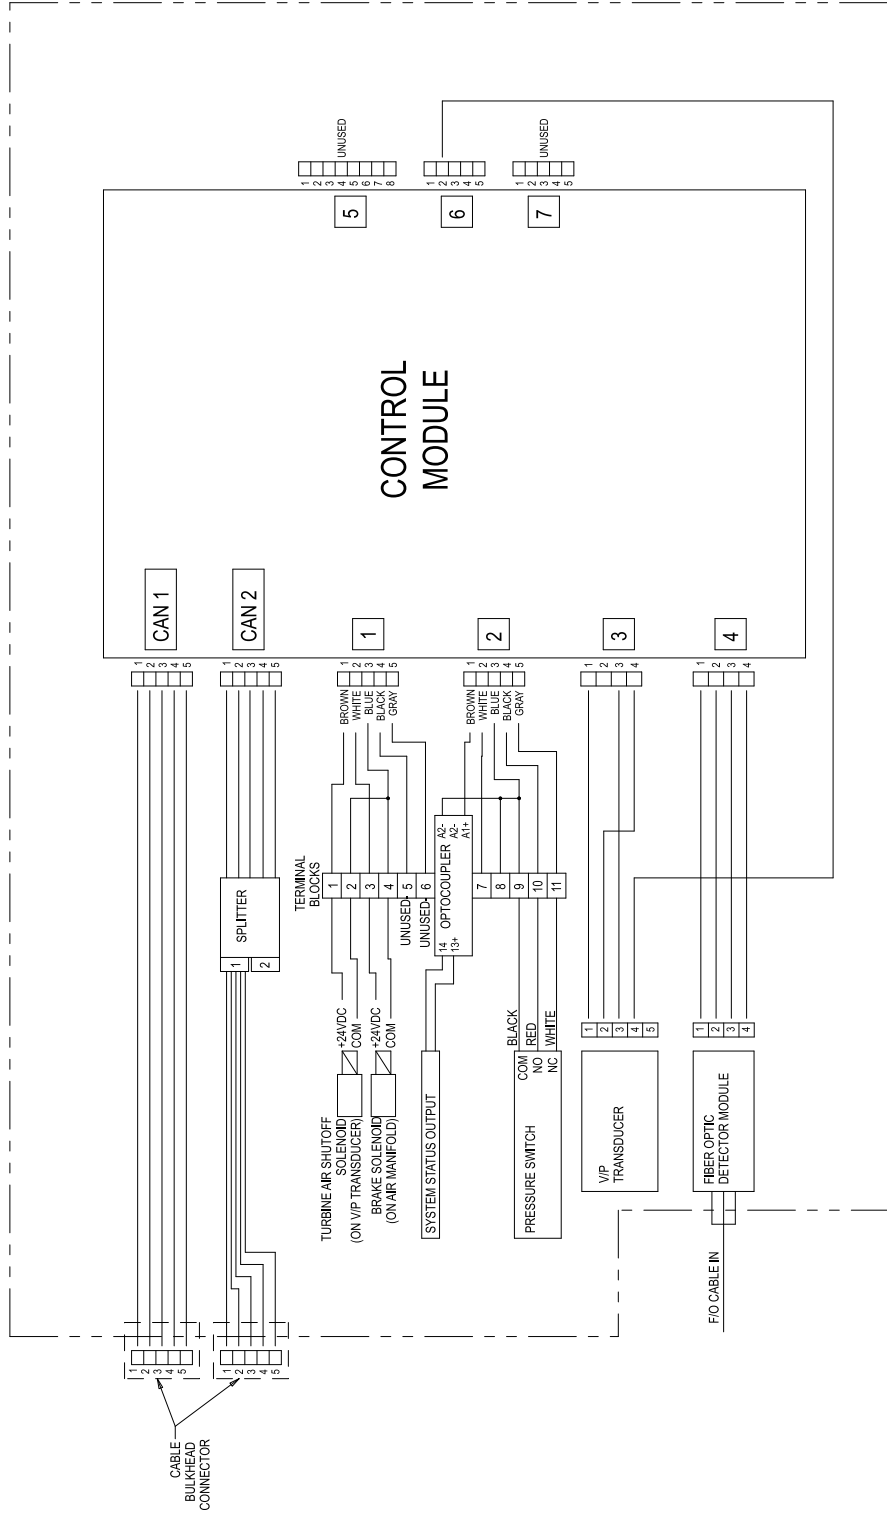 UNUSED
1
2
3
4
5
6
7
8
5
1
2
3
4
5
6
UNUSED
1
2
3
4
5
7
CONTROL
MODULE
CAN 1
CAN 2
1
2
3
4
1
2
3
4
5
1
2
3
4
5
1
2
3
4
5
BROWN
WHITE
BLUE
BLACK
GRAY
1
2
3
4
5
BROWN
WHITE
BLUE
BLACK
GRAY
1
2
3
4
1
2
3
4
SPLITTER
1
2
TERMINAL
BLOCKS
1
2
3
4
5
6
UNUSED
UNUSED
A2-
A2-
A1+
OPTOCOUPLER
14
13+
7
8
9
10
11
+24VDC
COM
+24VDC
COM
TURBINE AIR SHUTOFF
SOLENOID
(ON V/P TRANSDUCER)
BRAKE SOLENOID
(ON AIR MANIFOLD)
SYSTEM STATUS OUTPUT
BLACK
RED
WHITE
COM
NO
NC
PRESSURE SWITCH
1
2
3
4
5
V/P
TRANSDUCER
1
2
3
4
FIBER OPTIC
DETECTOR MODULE
F/O CABLE IN
1
2
3
4
5
1
2
3
4
5
CABLE
BULKHEAD
CONNECTOR